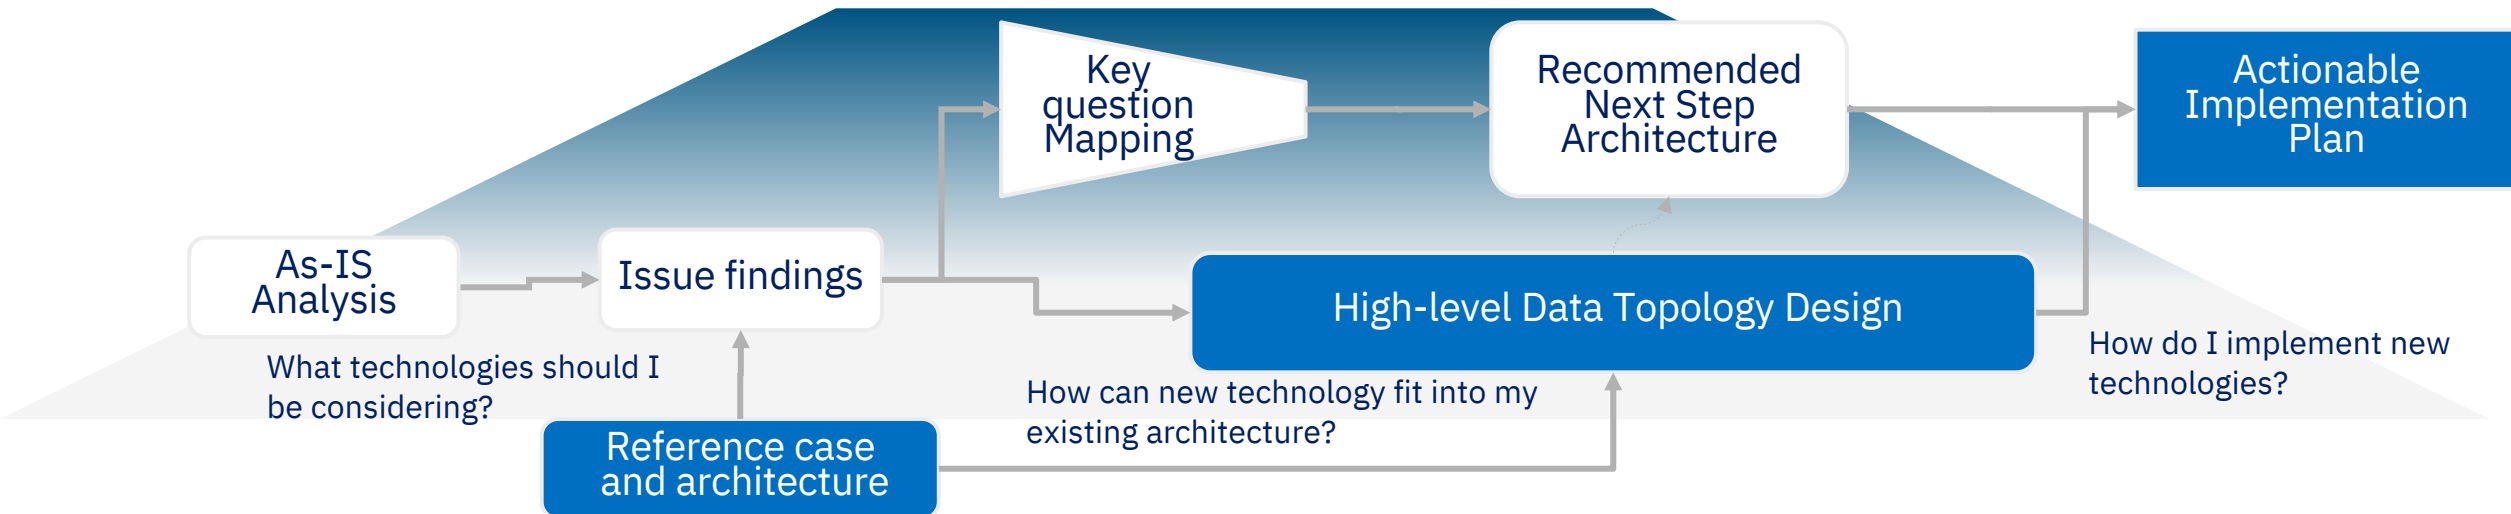 Key
question
Mapping
Recommended
Next Step
Architecture
Actionable
Implementation
Plan
As-IS
Analysis
Issue findings
High-level Data Topology Design
What technologies should I
be considering?
How can new technology fit into my
existing architecture?
How do I implement new
technologies?
Reference case
and architecture